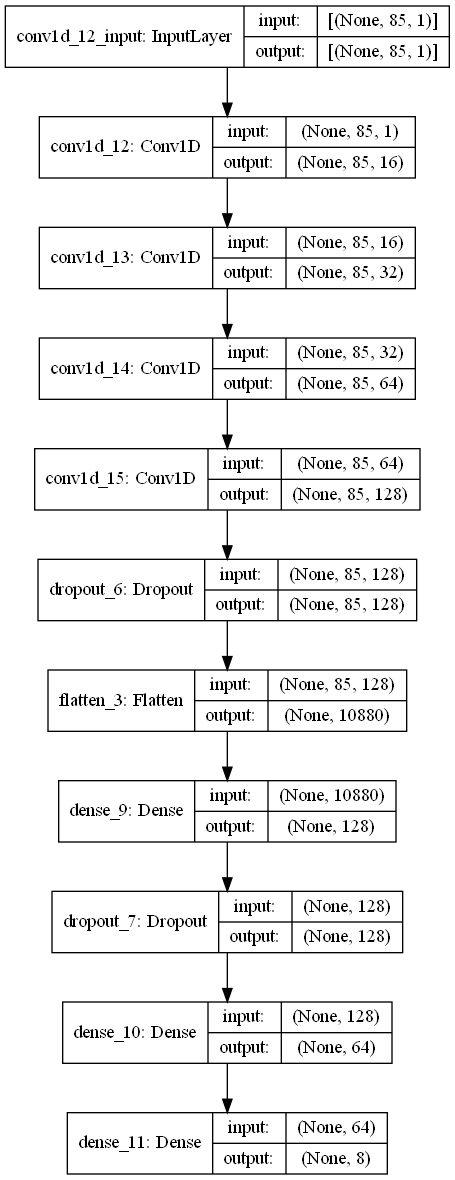 conv1d_12_input: InputLayer
input: [(None, 85, 1)]
output: [(None, 85, 1)]
conv1d_12: Conv1D
input: (None, 85, 1)
output: (None, 85, 16)
conv1d_13: Conv1D
input: (None, 85, 16)
output: (None, 85, 32)
conv1d_14: Conv1D
input: (None, 85, 32)
output: (None, 85, 64)
conv1d_15: Conv1D
input: (None, 85, 64)
output: (None, 85, 128)
dropout_6: Dropout
input: (None, 85, 128)
output: (None, 85, 128)
flatten_3: Flatten
input: (None, 85, 128)
output: (None, 10880)
dense_9: Dense
input: (None, 10880)
output: (None, 128)
dropout_7: Dropout
input: (None, 128)
output: (None, 128)
dense_10: Dense
input: (None, 128)
output: (None, 64)
dense_11: Dense
input: (None, 64)
output: (None, 8)